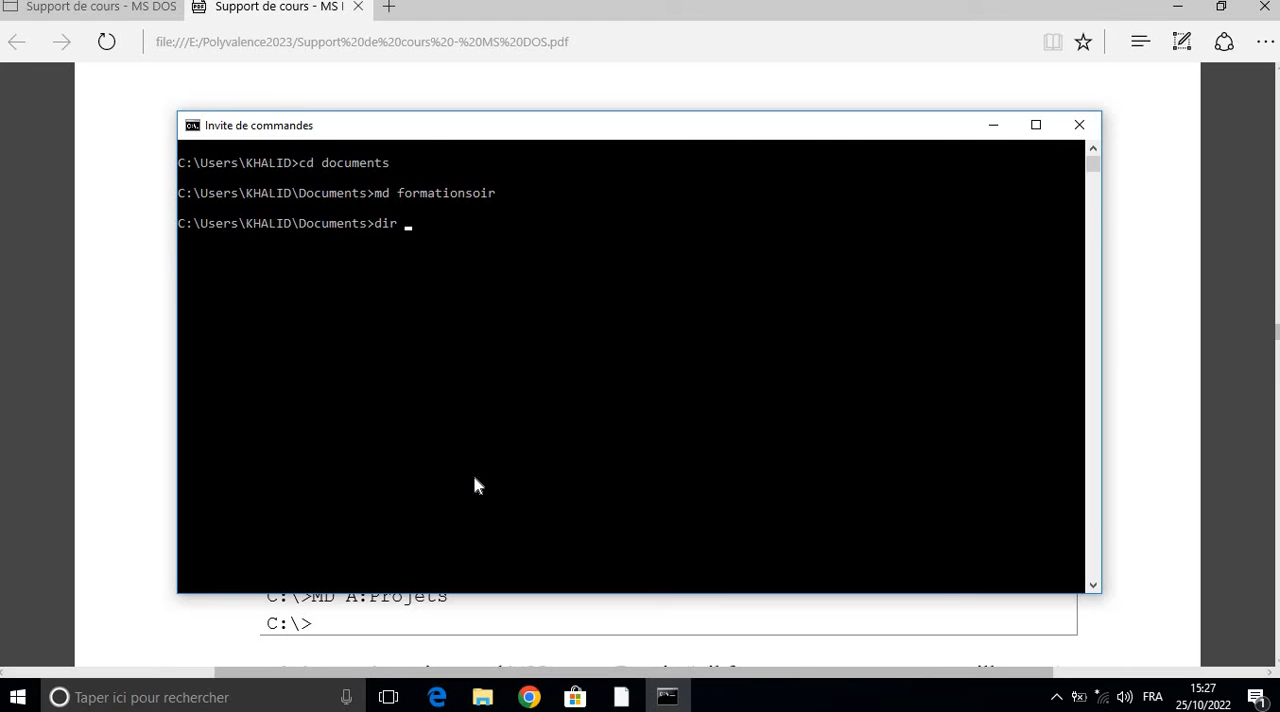 Support de cours - MS DOS
Support de cours - MS
file:///E:/Polyvalence2023/Support%20de%20cours%20-%20MS%20DOS.pdf
Invite de commandes
C:\Users\KHALID>cd documents
C:\Users\KHALID\Documents>md formationsoir
C:\Users\KHALID\Documents>dir
C:\>MD A:Projets
C:\>
Taper ici pour rechercher
FRA
15:27
25/10/2022
1